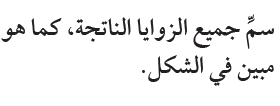 سمِّ جميع الزوايا الناتجة، كما هو
مبين في الشكل.